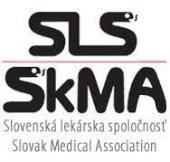 SLS
SkMA
Slovenská lekárska spoločnosť
Slovak Medical Association